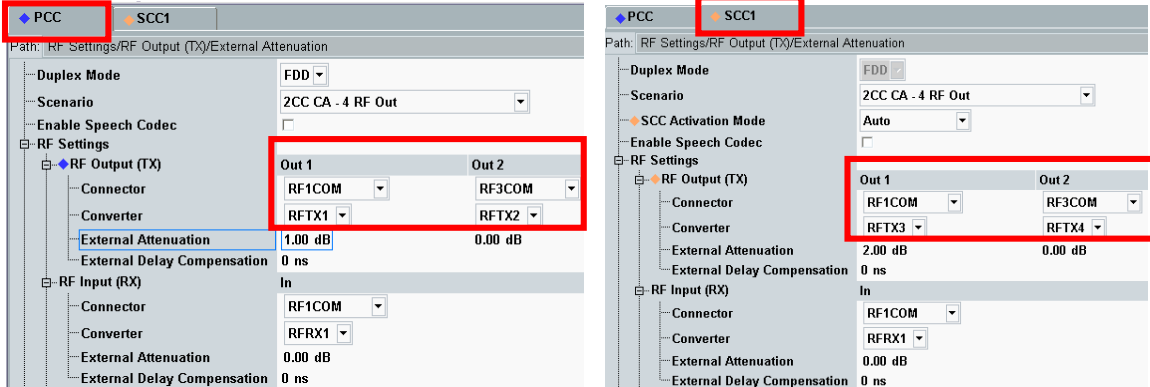 PCC SCC1
Path: RF Settings/RF Output (TX)/External Attenuation
Duplex Mode FDD
Scenario 2CC CA - 4 RF Out
Enable Speech Codec
RF Settings
RF Output (TX) Out 1 Out 2
Connector RF1COM RF3COM
Converter RFTX1 RFTX2
External Attenuation 1.00 dB 0.00 dB
External Delay Compensation 0 ns
RF Input (RX) In
Connector RF1COM
Converter RFRX1
External Attenuation 0.00 dB
External Delay Compensation 0 ns
PCC SCC1
Path: RF Settings/RF Output (TX)/External Attenuation
Duplex Mode FDD
Scenario 2CC CA - 4 RF Out
SCC Activation Mode Auto
Enable Speech Codec
RF Settings
RF Output (TX) Out 1 Out 2
Connector RF1COM RF3COM
Converter RFTX3 RFTX4
External Attenuation 2.00 dB 0.00 dB
External Delay Compensation 0 ns
RF Input (RX) In
Connector RF1COM
Converter RFRX1
External Attenuation 0.00 dB
External Delay Compensation 0 ns